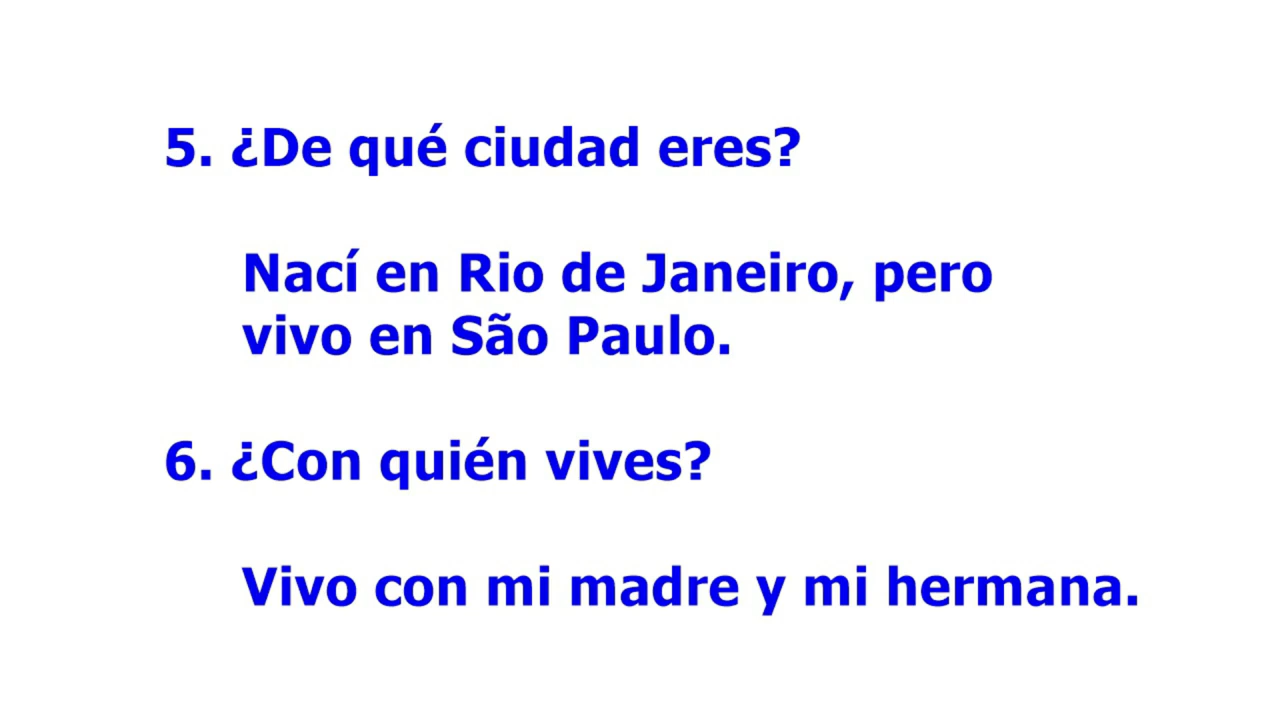 5. ¿De qué ciudad eres?
Nací en Rio de Janeiro, pero
vivo en São Paulo.
6. ¿Con quién vives?
Vivo con mi madre y mi hermana.